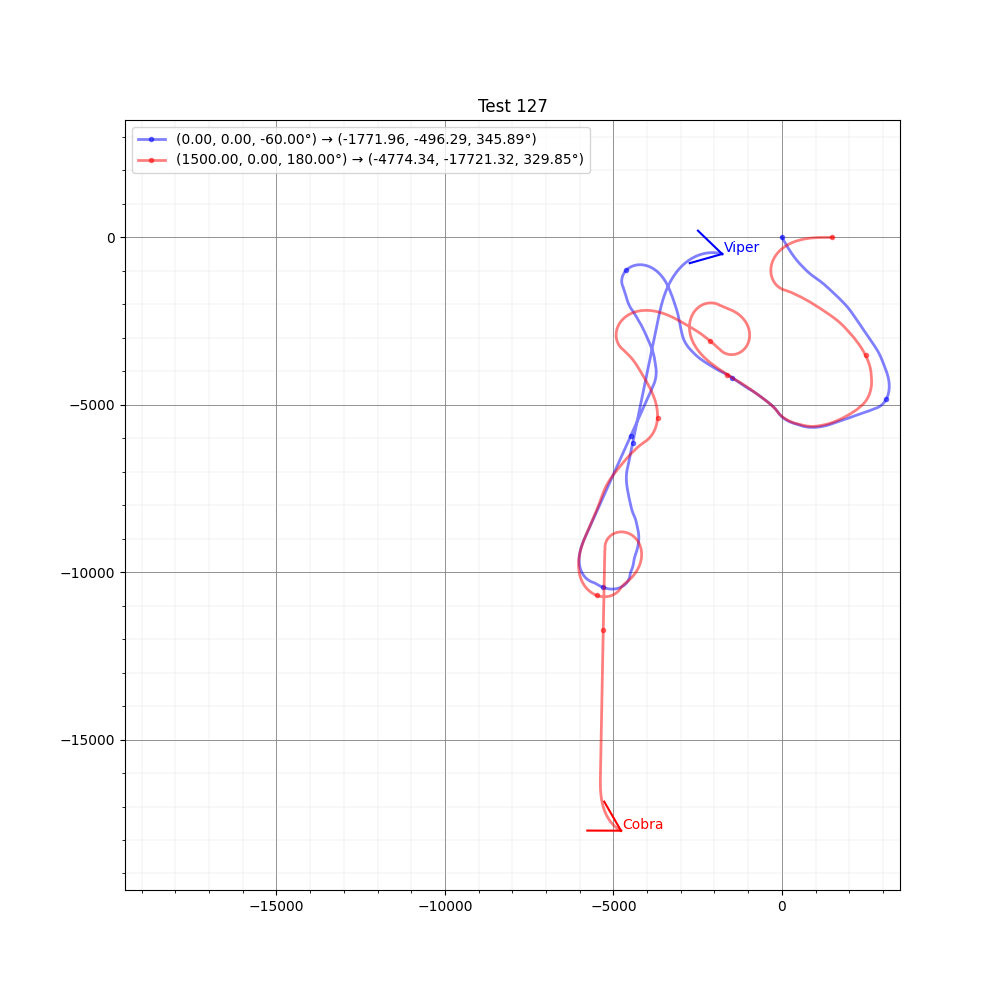 Test 127
(0.00, 0.00, -60.00°) → (-1771.96, -496.29, 345.89°)
(1500.00, 0.00, 180.00°) → (-4774.34, -17721.32, 329.85°)
0
Viper
−5000
−10000
−15000
Cobra
−15000 −10000 −5000 0